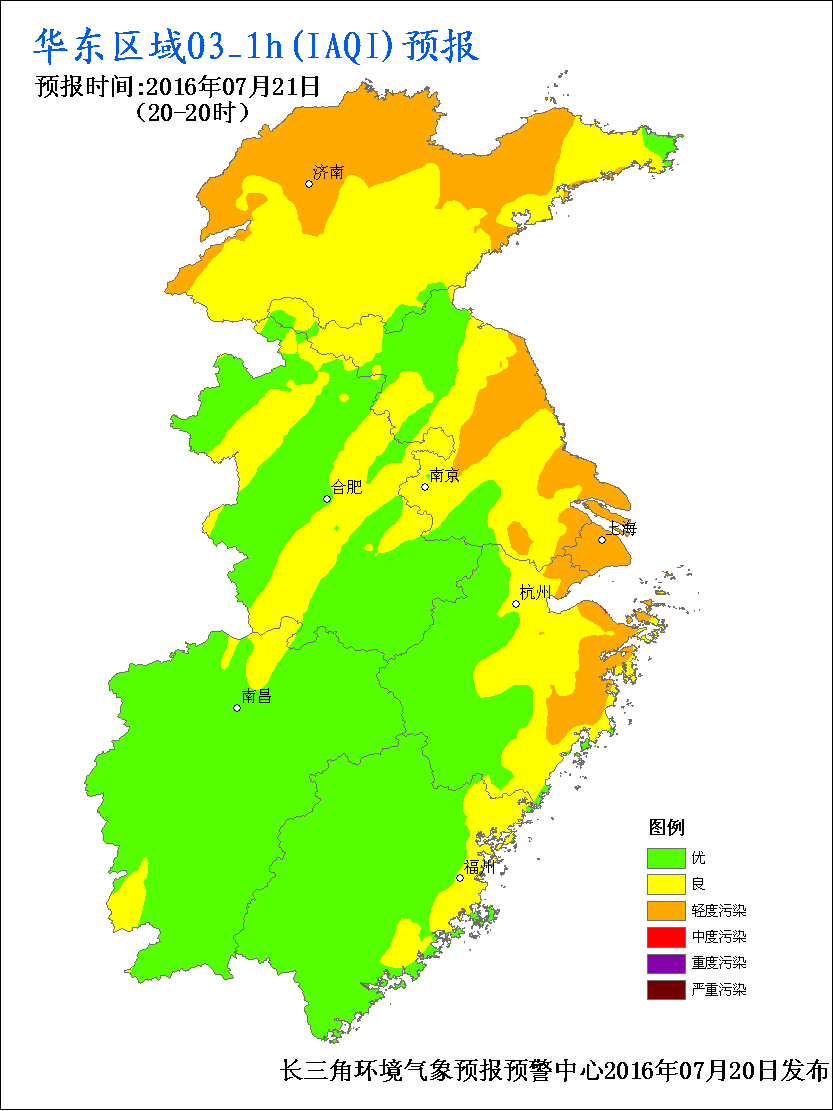 华东区域O3_1h(IAQI)预报
预报时间:2016年07月21日
(20-20时)
济南
南京
合肥
上海
杭州
南昌
福州
图例
优
良
轻度污染
中度污染
重度污染
严重污染
长三角环境气象预报预警中心2016年07月20日发布